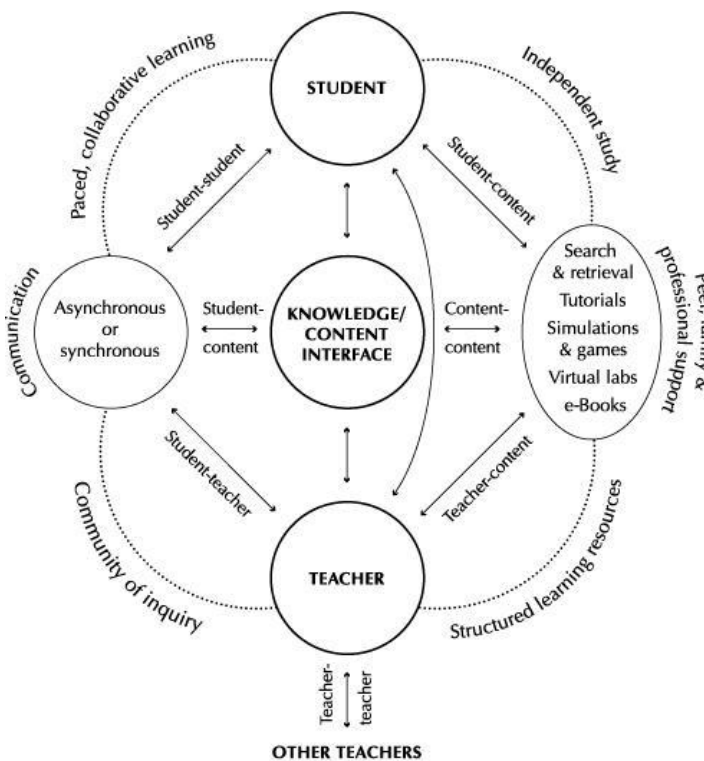 Paced, collaborative learning
STUDENT
Independent study
Student-student
Student-content
Communication
Asynchronous
or
synchronous
Student-
content
KNOWLEDGE/
CONTENT
INTERFACE
Content-
content
Search
& retrieval
Tutorials
Simulations
& games
Virtual labs
e-Books
Peer, family &
professional support
Student-teacher
Teacher-content
Community of inquiry
TEACHER
Structured learning resources
Teacher-
teacher
OTHER TEACHERS